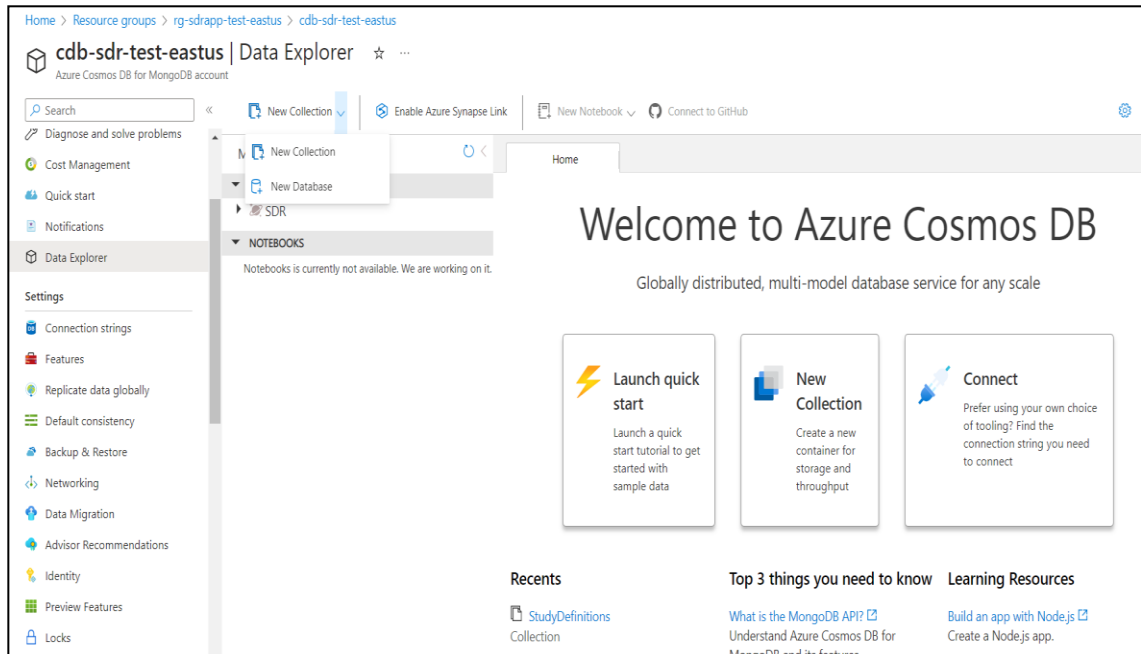 Home > Resource groups > rg-sdrapp-test-eastus > cdb-sdr-test-eastus
cdb-sdr-test-eastus | Data Explorer
Azure Cosmos DB for MongoDB account
Search
Diagnose and solve problems
Cost Management
Quick start
Notifications
Data Explorer
Settings
Connection strings
Features
Replicate data globally
Default consistency
Backup & Restore
Networking
Data Migration
Advisor Recommendations
Identity
Preview Features
Locks
New Collection
Enable Azure Synapse Link
New Notebook
Connect to GitHub
New Collection
New Database
SDR
NOTEBOOKS
Notebooks is currently not available. We are working on it.
Home
Welcome to Azure Cosmos DB
Globally distributed, multi-model database service for any scale
Launch quick
start
Launch a quick
start tutorial to get
started with
sample data
New
Collection
Create a new
container for
storage and
throughput
Connect
Prefer using your own choice
of tooling? Find the
connection string you need
to connect
Recents
StudyDefinitions
Collection
Top 3 things you need to know
What is the MongoDB API?
Understand Azure Cosmos DB for
MongoDB and its features
Learning Resources
Build an app with Node.js
Create a Node.js app.